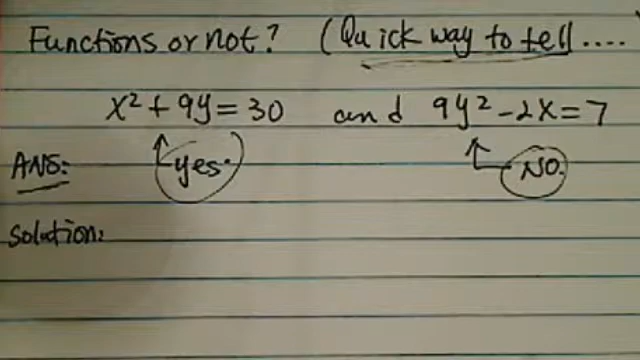 Functions or not? (Quick way to tell ....
x² + 9y = 30 and 9y² - 2x = 7
ANS: yes. NO.
Solution: